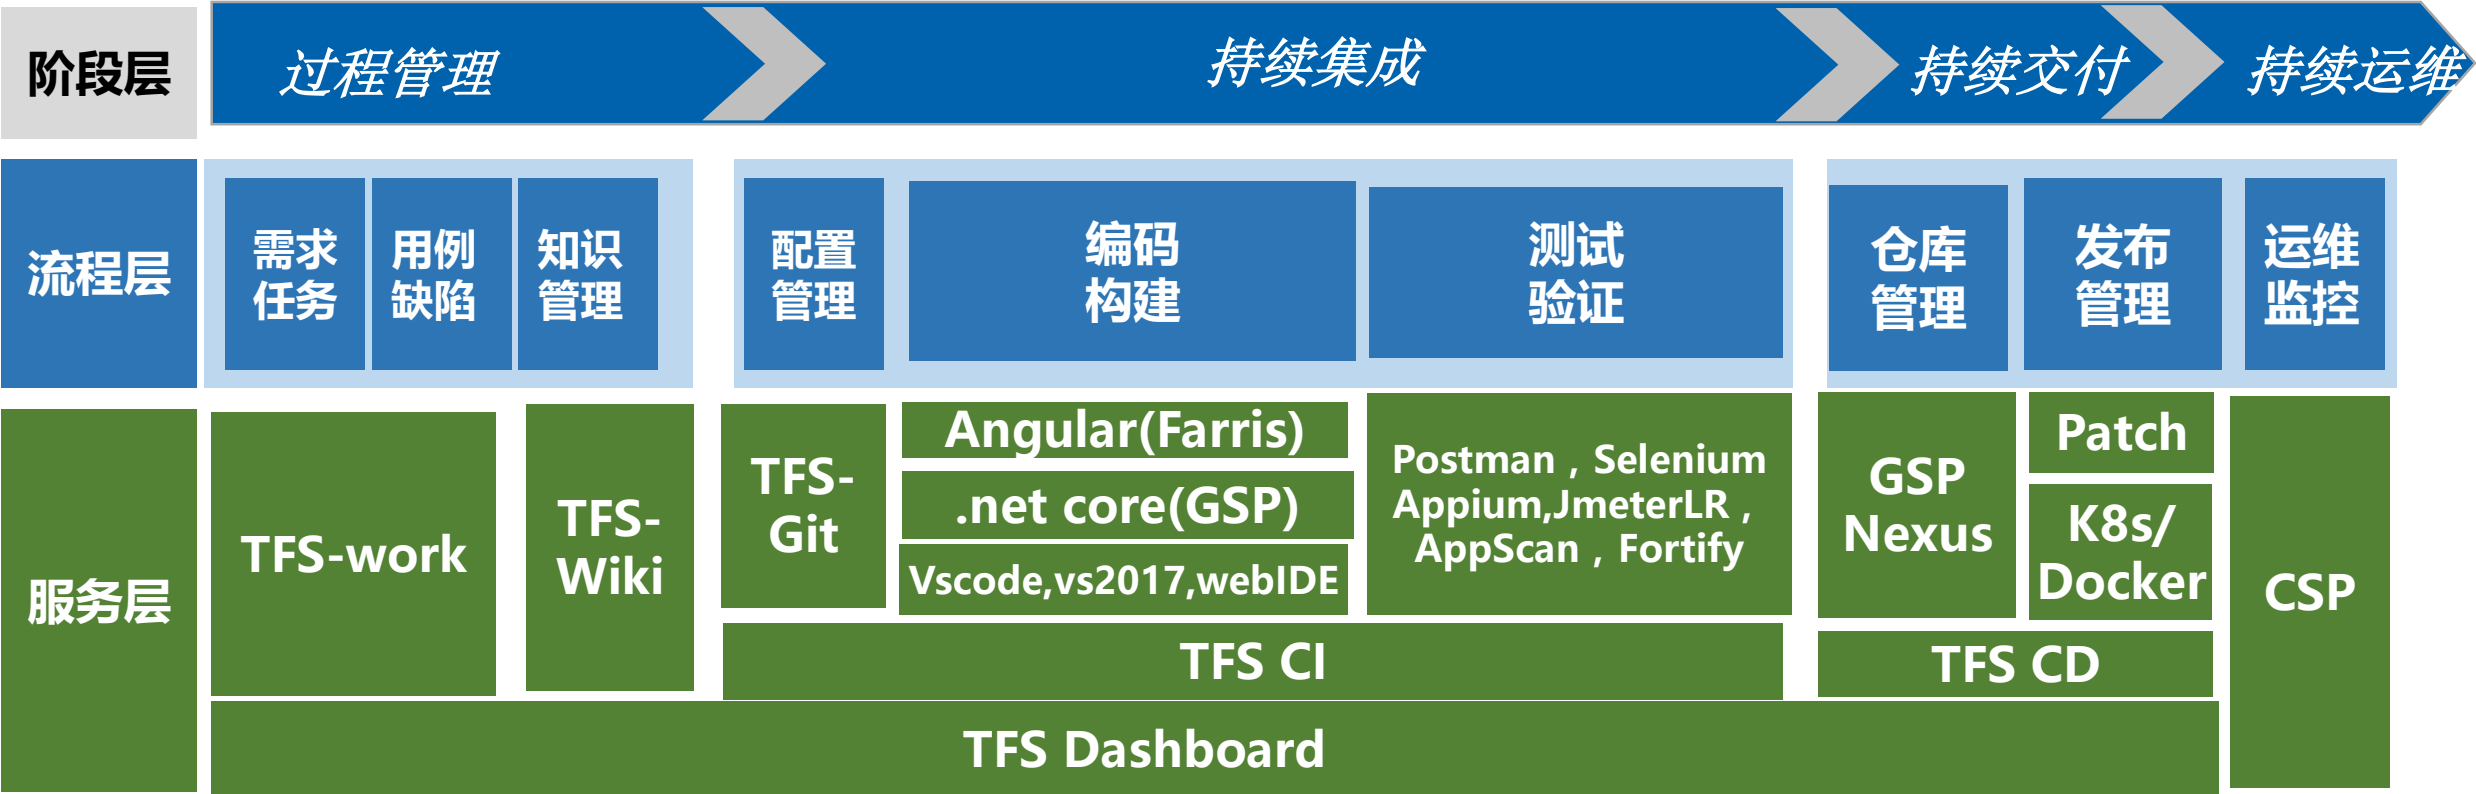 阶段层
过程管理
持续集成
持续交付
持续运维
流程层
需求
任务
用例
缺陷
知识
管理
配置
管理
编码
构建
测试
验证
仓库
管理
发布
管理
运维
监控
服务层
TFS-work
TFS-
Wiki
TFS-
Git
Angular(Farris)
.net core(GSP)
Vscode,vs2017,webIDE
Postman，Selenium
Appium,JmeterLR，
AppScan，Fortify
TFS CI
GSP
Nexus
Patch
K8s/
Docker
TFS CD
CSP
TFS Dashboard